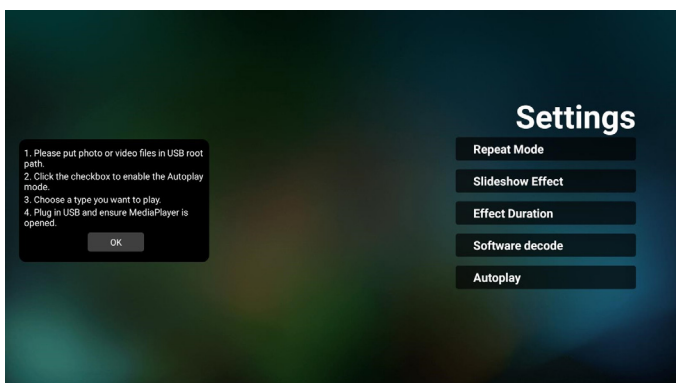 Settings
1. Please put photo or video files in USB root
path.
2. Click the checkbox to enable the Autoplay
mode.
3. Choose a type you want to play.
4. Plug in USB and ensure MediaPlayer is
opened.
OK
Repeat Mode
Slideshow Effect
Effect Duration
Software decode
Autoplay